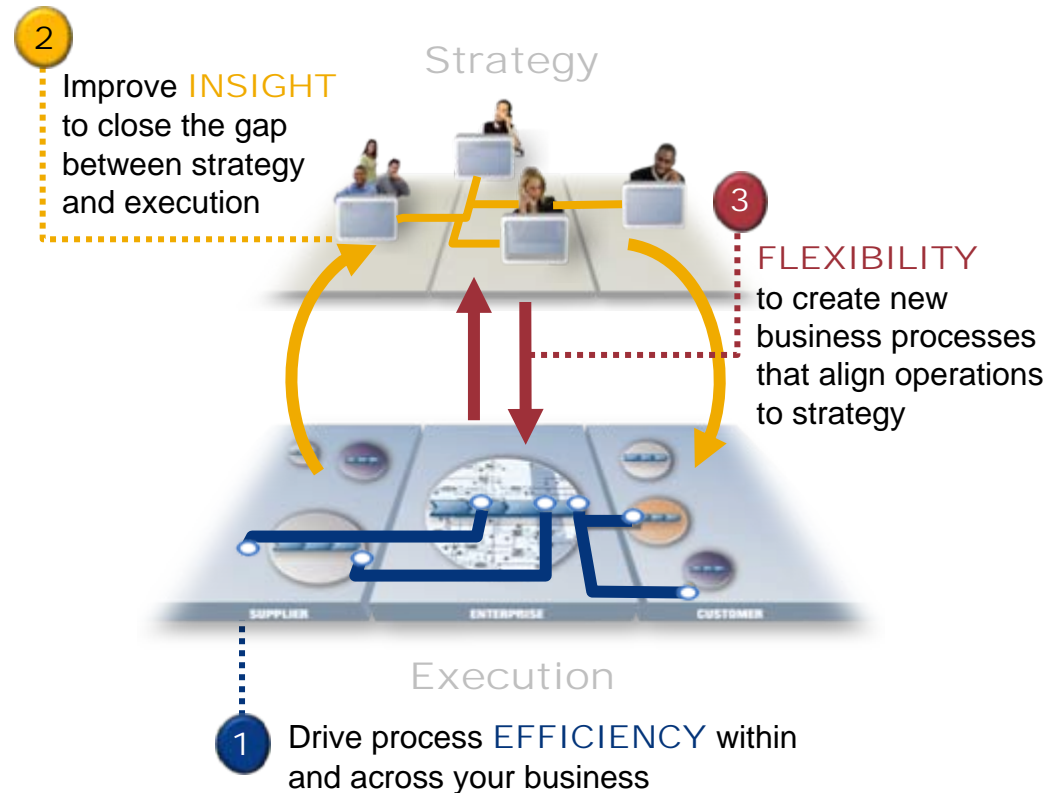 2
Strategy
Improve INSIGHT
to close the gap
between strategy
and execution
3
FLEXIBILITY
to create new
business processes
that align operations
to strategy
SUPPLIER
ENTERPRISE
CUSTOMER
Execution
1
Drive process EFFICIENCY within
and across your business